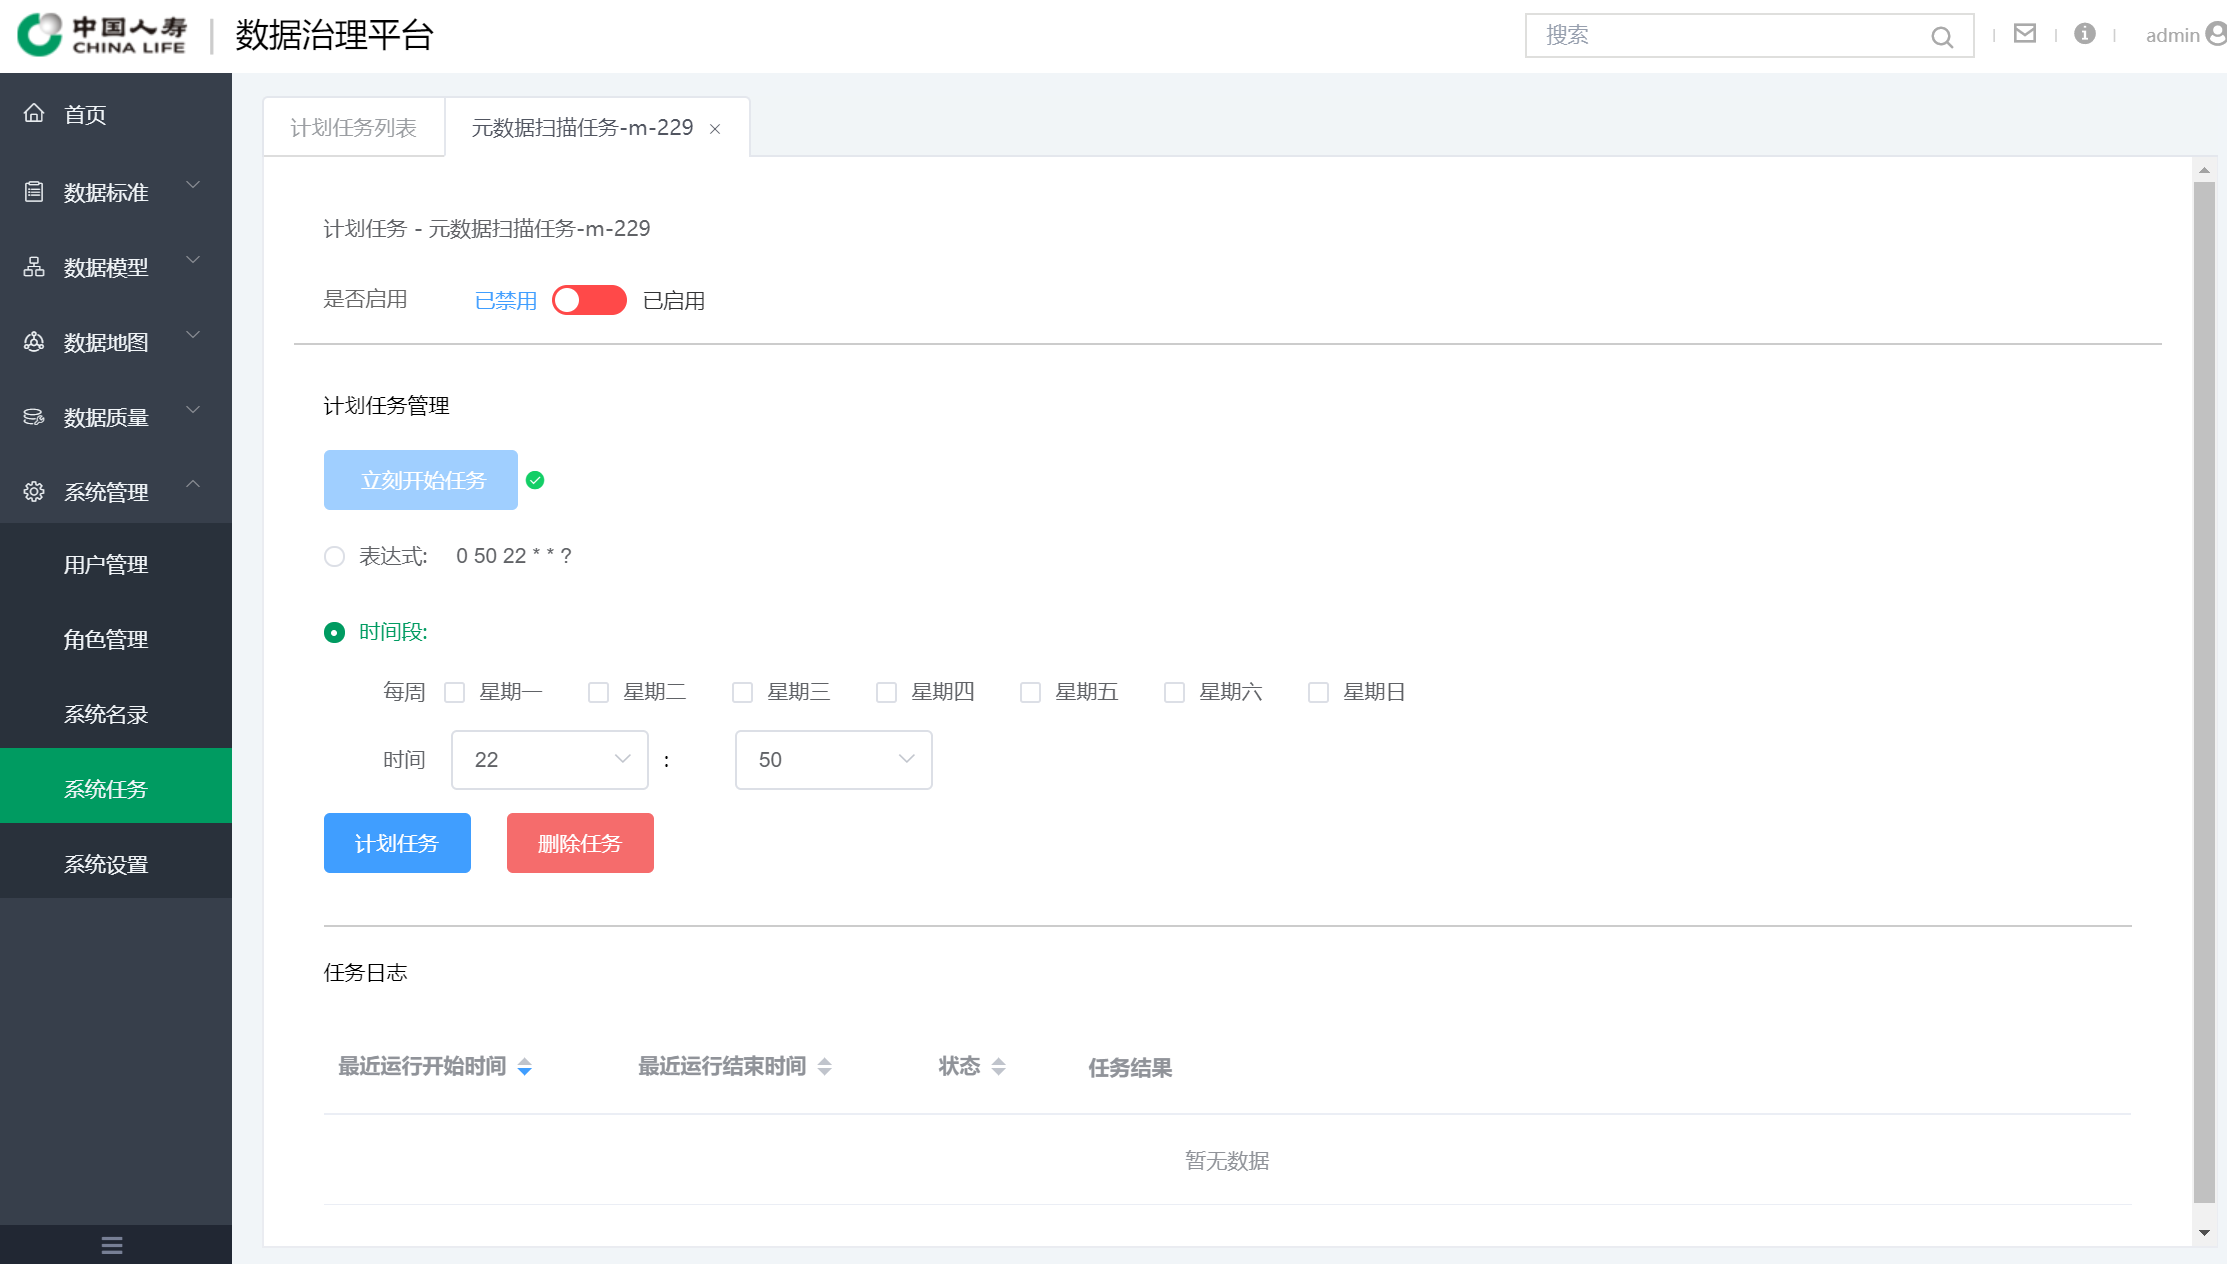 中国人寿
CHINA LIFE
数据治理平台
搜索
admin
首页
数据标准
数据模型
数据地图
数据质量
系统管理
用户管理
角色管理
系统名录
系统任务
系统设置
计划任务列表
元数据扫描任务-m-229
计划任务 - 元数据扫描任务-m-229
是否启用 已禁用 已启用
计划任务管理
立刻开始任务
表达式: 0 50 22 * * ?
时间段:
每周 星期一 星期二 星期三 星期四 星期五 星期六 星期日
时间 22 : 50
计划任务 删除任务
任务日志
最近运行开始时间 最近运行结束时间 状态 任务结果
暂无数据